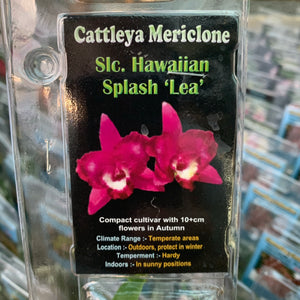 Cattleya Mericlone
Slc. Hawaiian
Splash ‘Lea’
Compact cultivar with 10+cm
flowers in Autumn
Climate Range :- Temperate areas
Location :- Outdoors, protect in winter
Temperment :- Hardy
Indoors :- In sunny positions